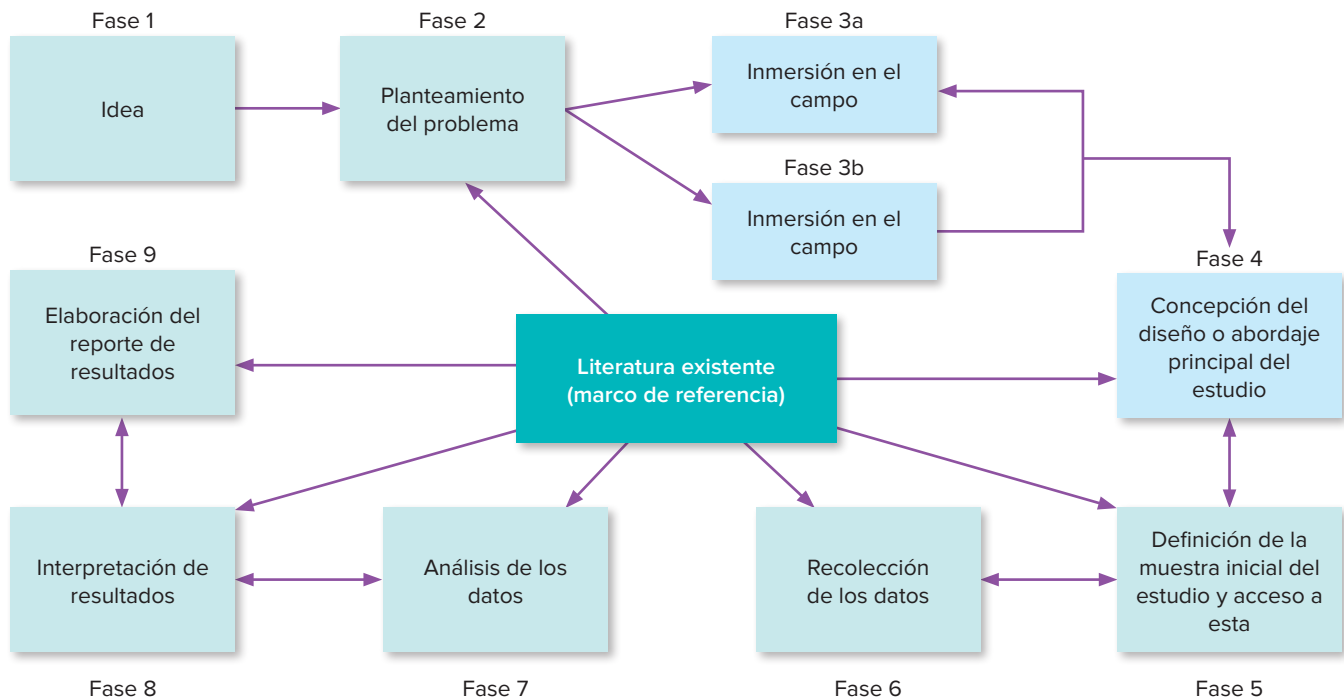 Fase 1
Idea
Fase 2
Planteamiento
del problema
Fase 3a
Inmersión en el
campo
Fase 3b
Inmersión en el
campo
Fase 9
Elaboración del
reporte de
resultados
Literatura existente
(marco de referencia)
Fase 4
Concepción del
diseño o abordaje
principal del
estudio
Interpretación de
resultados
Fase 8
Análisis de los
datos
Fase 7
Recolección
de los datos
Fase 6
Definición de la
muestra inicial del
estudio y acceso a
esta
Fase 5